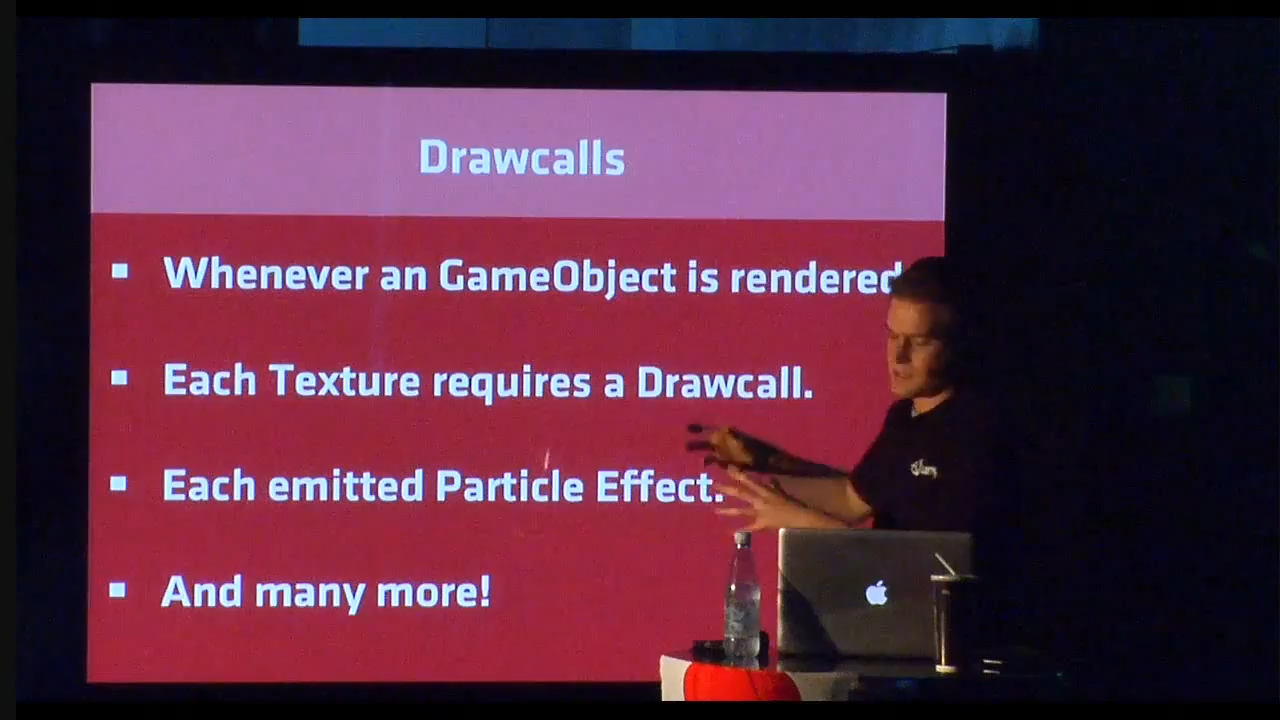 Drawcalls
Whenever an GameObject is rendered
Each Texture requires a Drawcall.
Each emitted Particle Effect.
And many more!